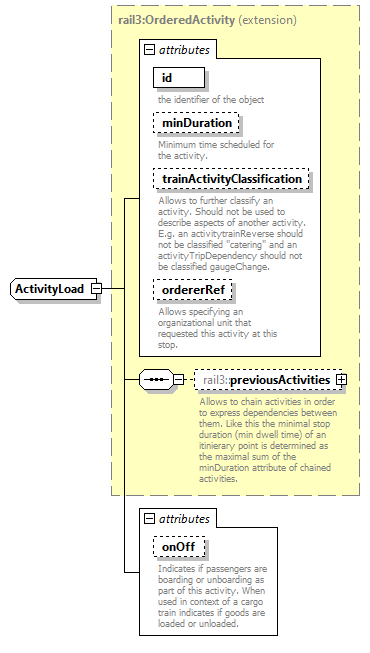 rail3:OrderedActivity (extension)
attributes
id
the identifier of the object
minDuration
Minimum time scheduled for
the activity.
trainActivityClassification
Allows to further classify an
activity. Should not be used to
describe aspects of another activity.
E.g. an activitytrainReverse should
not be classified "catering" and an
activityTripDependency should not
be classified gaugeChange.
ordererRef
Allows specifying an
organizational unit that
requested this activity at this
stop.
ActivityLoad
rail3:previousActivities
Allows to chain activities in order
to express dependencies between
them. Like this the minimal stop
duration (min dwell time) of an
itinierary point is determined as
the maximal sum of the
minDuration attribute of chained
activities.
attributes
onOff
Indicates if passengers are
boarding or unboarding as
part of this activity. When
used in context of a cargo
train indicates if goods are
loaded or unloaded.